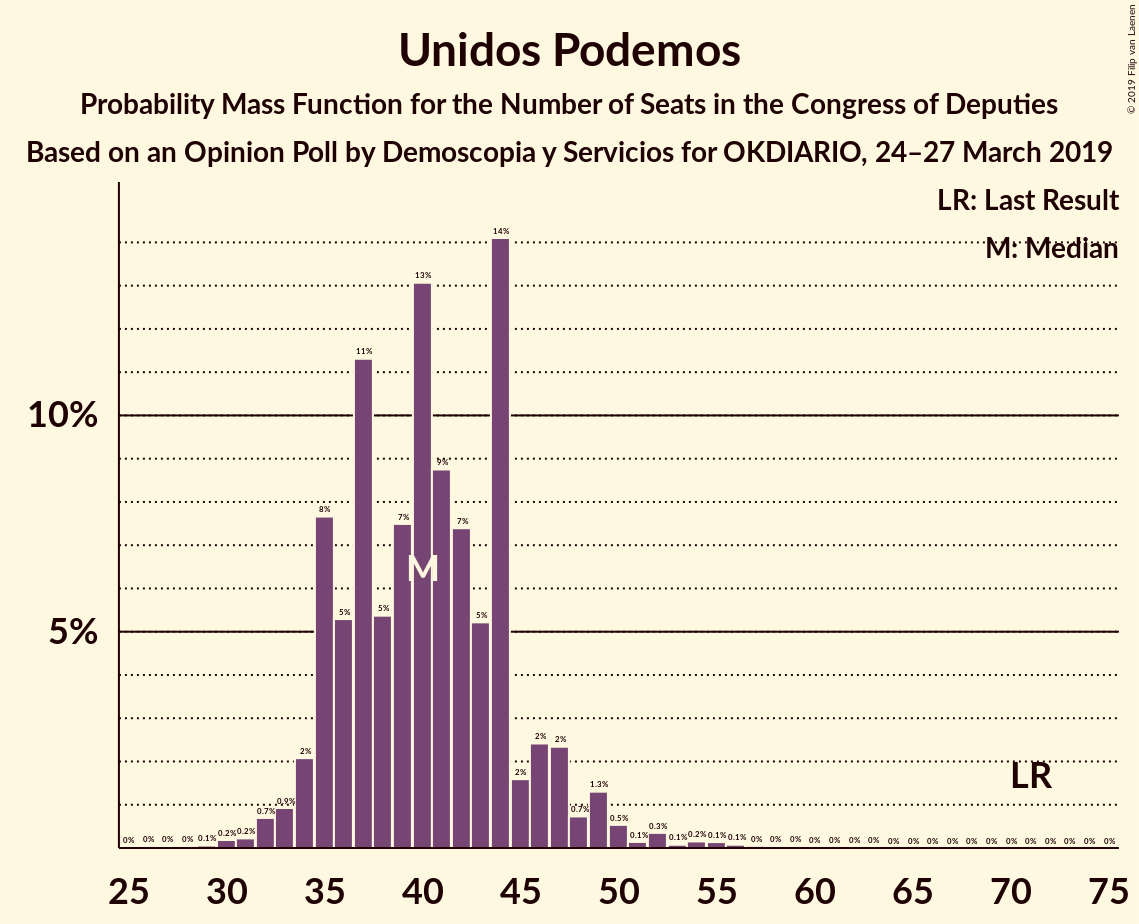 © 2019 Filip van Laenen
Unidos Podemos
Probability Mass Function for the Number of Seats in the Congress of Deputies
Based on an Opinion Poll by Demoscopia y Servicios for OKDIARIO, 24–27 March 2019
LR: Last Result
M: Median
10%
5%
0% 0% 0% 0% 0.1% 0.2% 0.2% 0.7% 0.9% 2% 8% 5% 11% 5% 7% 13% 9% 7% 5% 14% 2% 2% 2% 0.7% 1.3% 0.5% 0.1% 0.3% 0.1% 0.2% 0.1% 0.1% 0% 0% 0% 0% 0% 0% 0% 0% 0% 0% 0% 0% 0% 0% 0% 0% 0% 0% 0%
M
LR
25 30 35 40 45 50 55 60 65 70 75